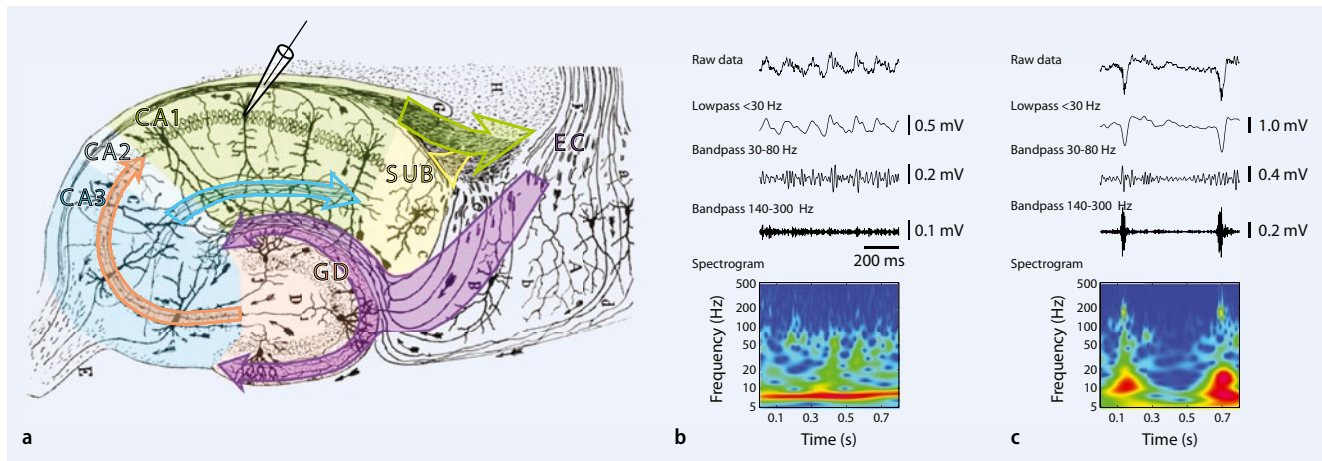 CA1
CA2
CA3
SUB
EC
GD
G
H
D
B
A
E
a
Raw data
Lowpass <30 Hz
0.5 mV
Bandpass 30-80 Hz
0.2 mV
Bandpass 140-300 Hz
0.1 mV
200 ms
Spectrogram
Frequency (Hz)
500
200
100
50
20
10
5
0.1 0.3 0.5 0.7
Time (s)
b
Raw data
Lowpass <30 Hz
1.0 mV
Bandpass 30-80 Hz
0.4 mV
Bandpass 140-300 Hz
0.2 mV
Spectrogram
Frequency (Hz)
500
200
100
50
20
10
5
0.1 0.3 0.5 0.7
Time (s)
c